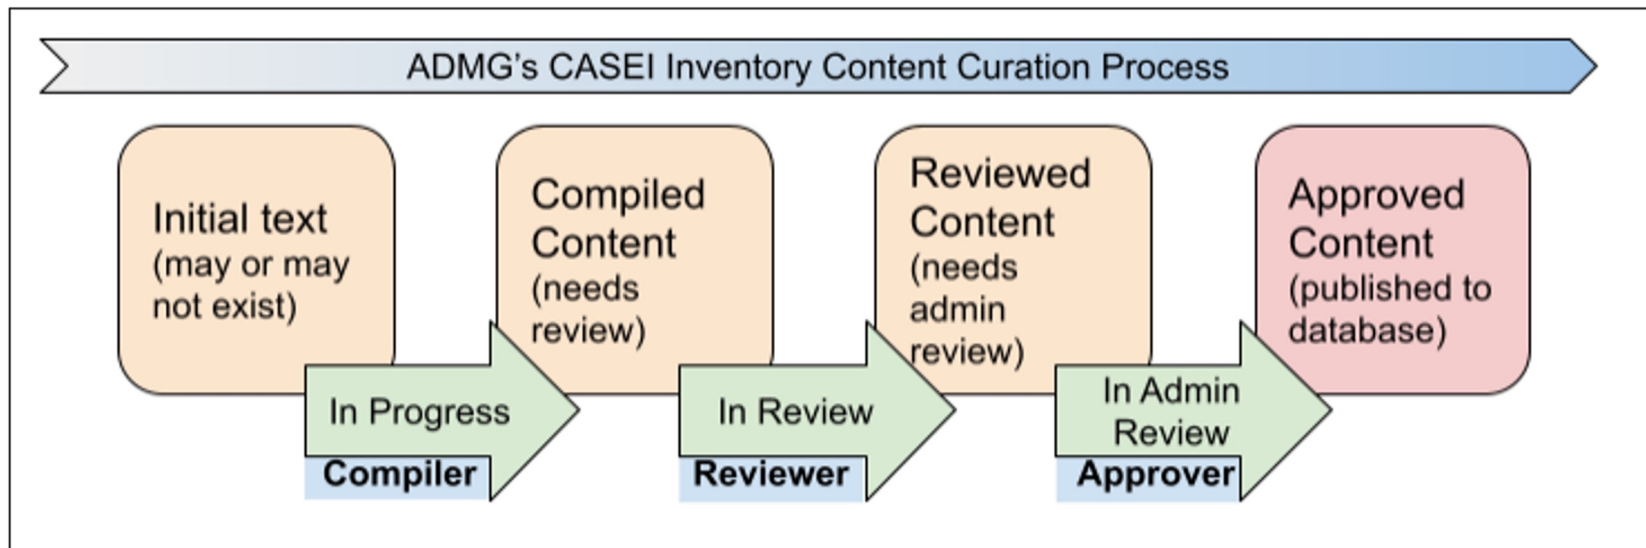 ADMG's CASEI Inventory Content Curation Process
Initial text
(may or may
not exist)
Compiled
Content
(needs
review)
Reviewed
Content
(needs
admin
review)
Approved
Content
(published to
database)
In Progress
Compiler
In Review
Reviewer
In Admin
Review
Approver